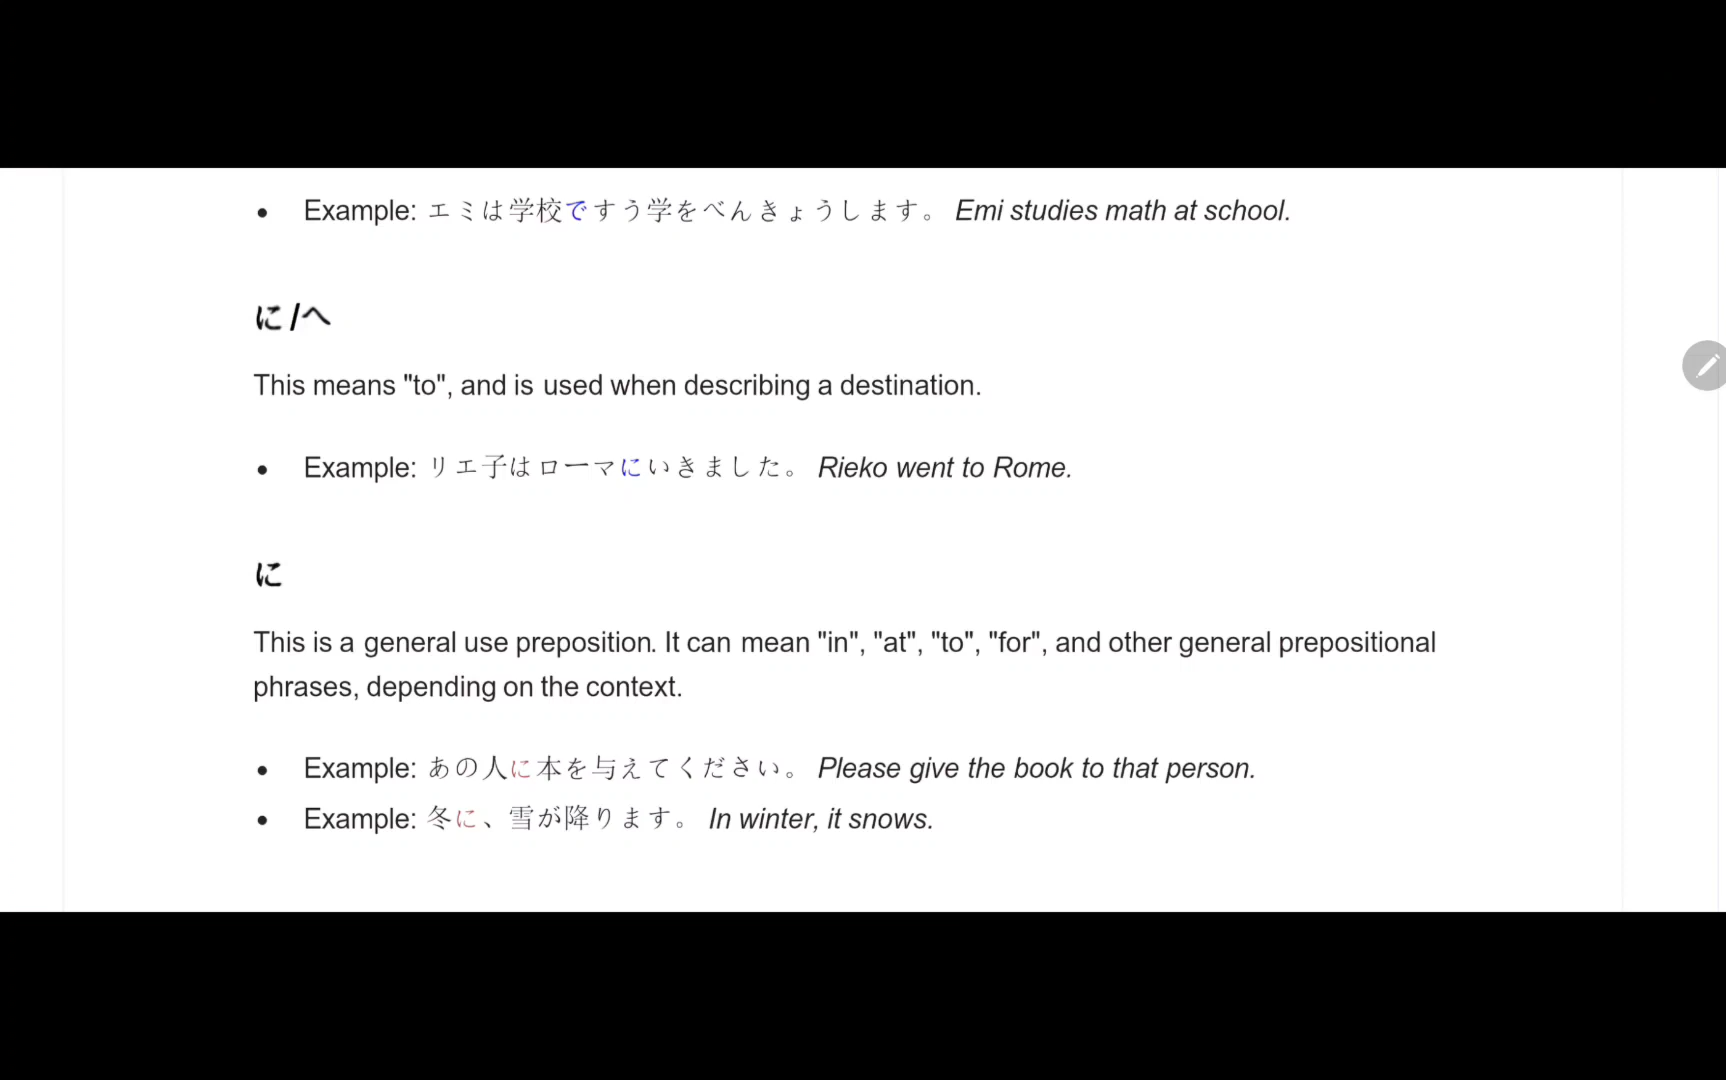 • Example: エミは学校ですう学をべんきょうします。 Emi studies math at school.
に/へ
This means "to", and is used when describing a destination.
• Example: リエ子はローマにいきました。 Rieko went to Rome.
に
This is a general use preposition. It can mean "in", "at", "to", "for", and other general prepositional
phrases, depending on the context.
• Example: あの人に本を与えてください。 Please give the book to that person.
• Example: 冬に、雪が降ります。 In winter, it snows.